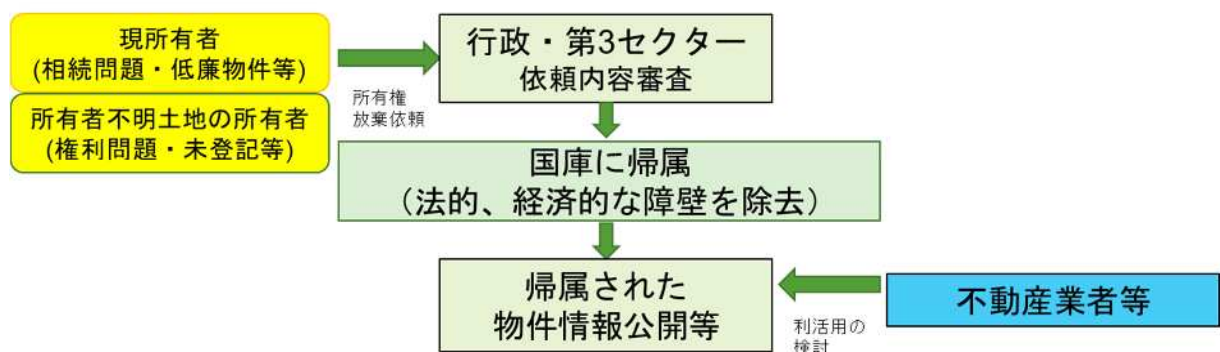 現所有者
(相続問題・低廉物件等)
所有者不明土地の所有者
(権利問題・未登記等)
所有権
放棄依頼
行政・第3セクター
依頼内容審査
国庫に帰属
（法的、経済的な障壁を除去）
帰属された
物件情報公開等
利活用の
検討
不動産業者等